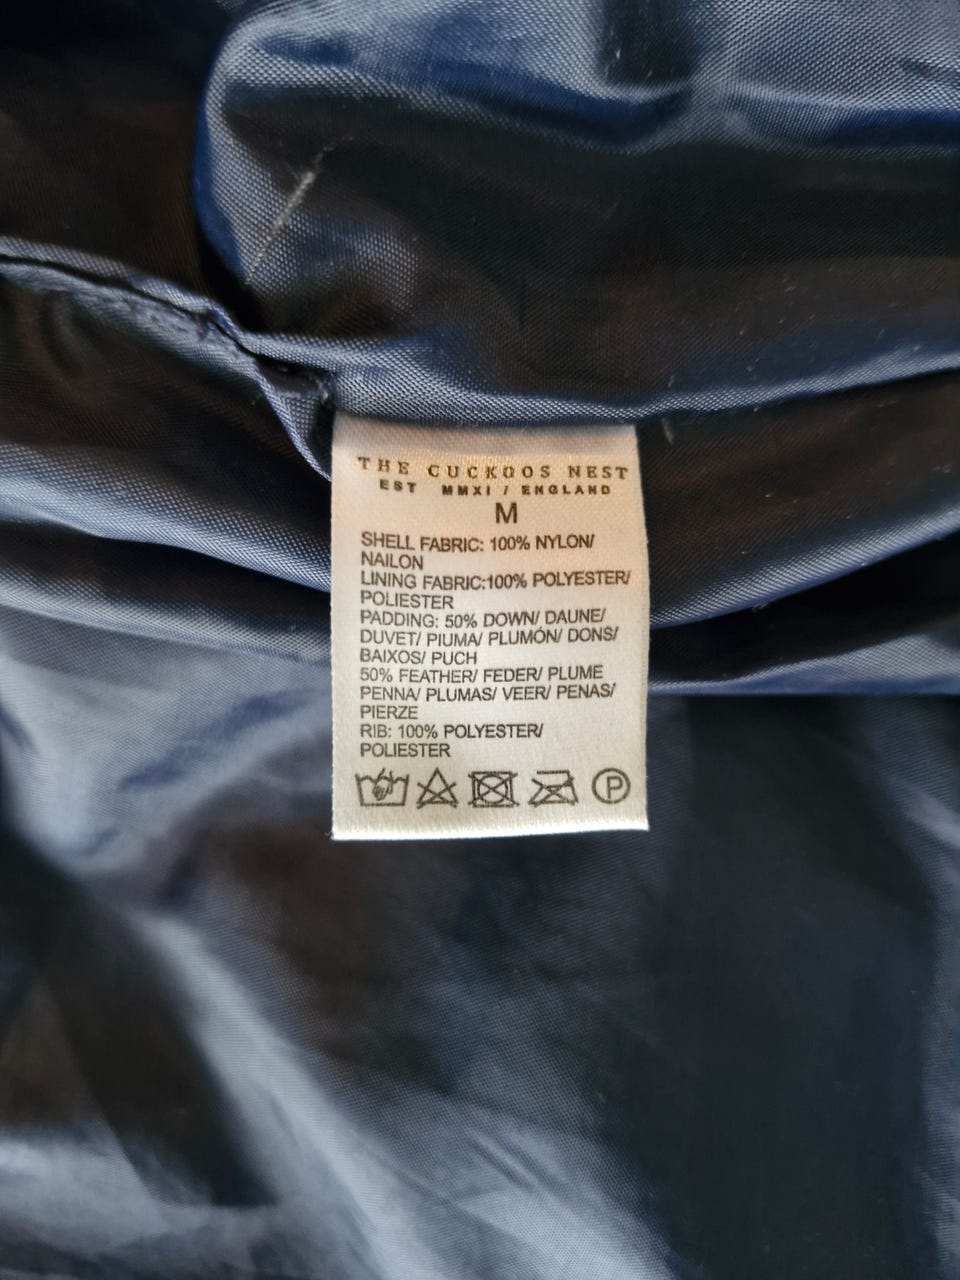 THE CUCKOOS NEST
EST MMXI / ENGLAND
M
SHELL FABRIC: 100% NYLON/
NAILON
LINING FABRIC:100% POLYESTER/
POLIESTER
PADDING: 50% DOWN/ DAUNE/
DUVET/ PIUMA/ PLUMÓN/ DONS/
BAIXOS/ PUCH
50% FEATHER/ FEDER/ PLUME
PENNA/ PLUMAS/ VEER/ PENAS/
PIERZE
RIB: 100% POLYESTER/
POLIESTER
P